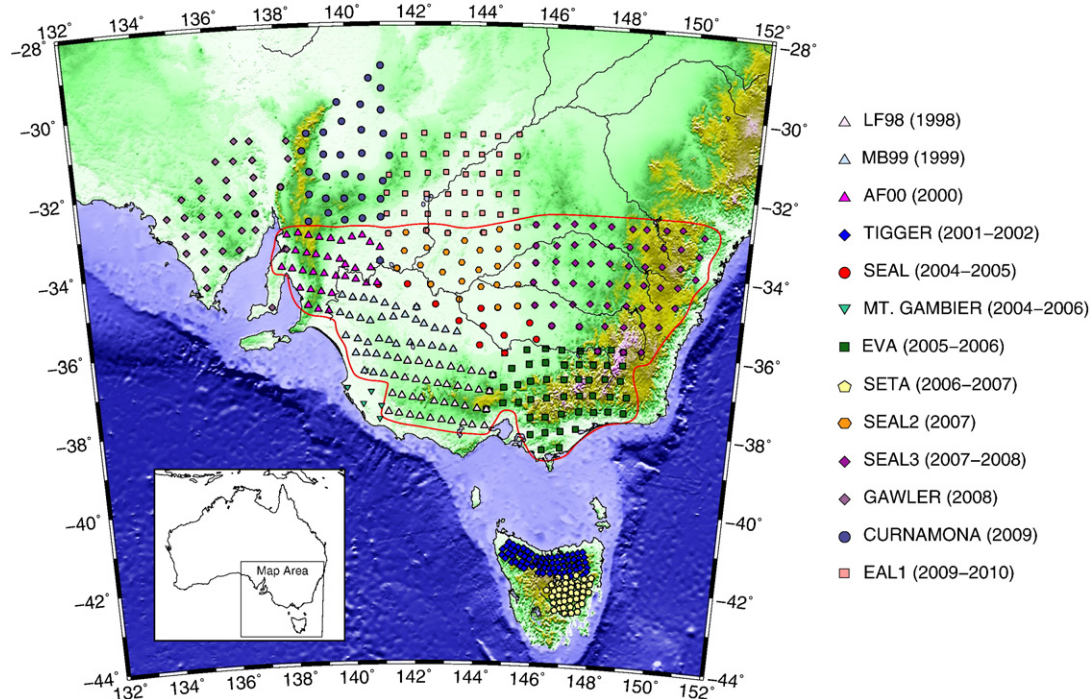 132° 134° 136° 138° 140° 142° 144° 146° 148° 150° 152°
−28° −28°
−30° −30°
−32° −32°
−34° −34°
−36° −36°
−38° −38°
−40° −40°
−42° −42°
−44° −44°
132° 134° 136° 138° 140° 142° 144° 146° 148° 150° 152°
Map Area
LF98 (1998)
MB99 (1999)
AF00 (2000)
TIGGER (2001−2002)
SEAL (2004−2005)
MT. GAMBIER (2004−2006)
EVA (2005−2006)
SETA (2006−2007)
SEAL2 (2007)
SEAL3 (2007−2008)
GAWLER (2008)
CURNAMONA (2009)
EAL1 (2009−2010)